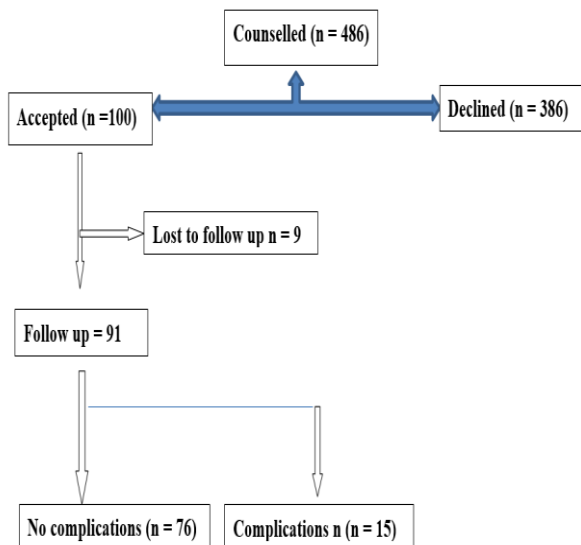 Counselled (n = 486)
Accepted (n =100)
Declined (n = 386)
Lost to follow up n = 9
Follow up = 91
No complications (n = 76)
Complications n (n = 15)